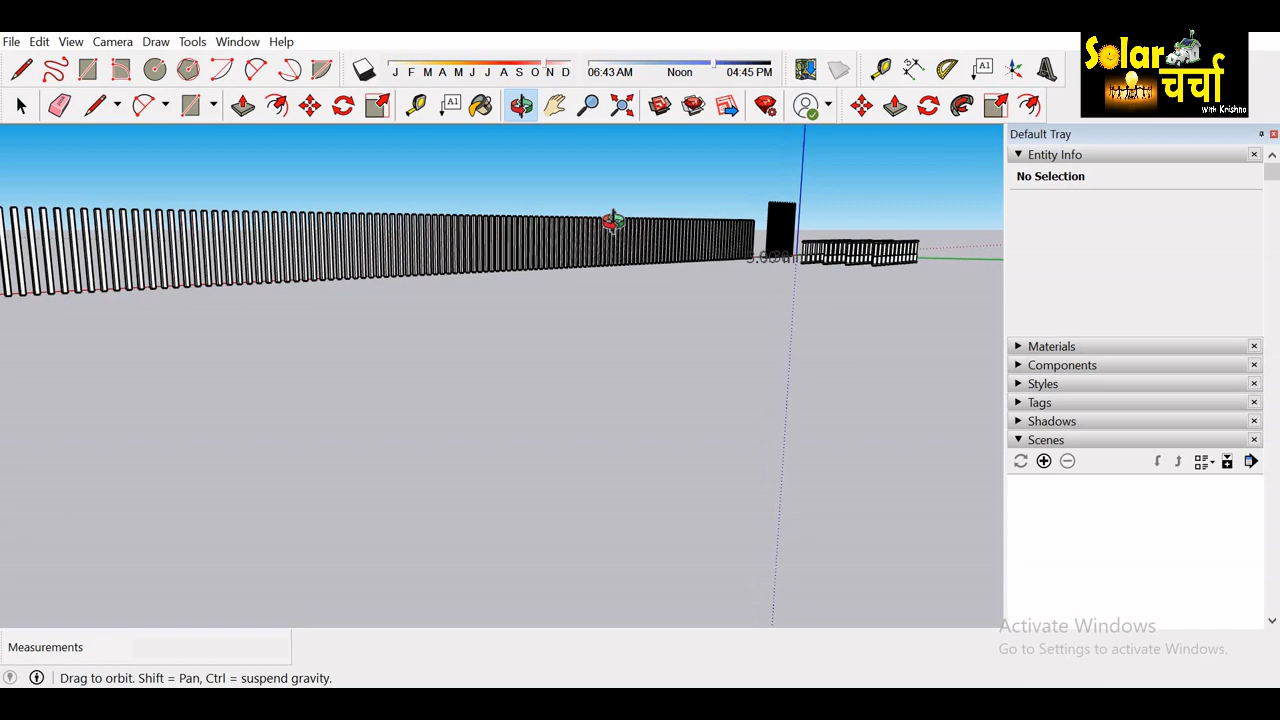 File Edit View Camera Draw Tools Window Help
Solar
चर्चा
with Krishna
J F M A M J J A S O N D 06:43 AM Noon 04:45 PM
A1
A1
Default Tray
Entity Info
No Selection
Materials
Components
Styles
Tags
Shadows
Scenes
Activate Windows
Go to Settings to activate Windows.
Measurements
Drag to orbit. Shift = Pan, Ctrl = suspend gravity.